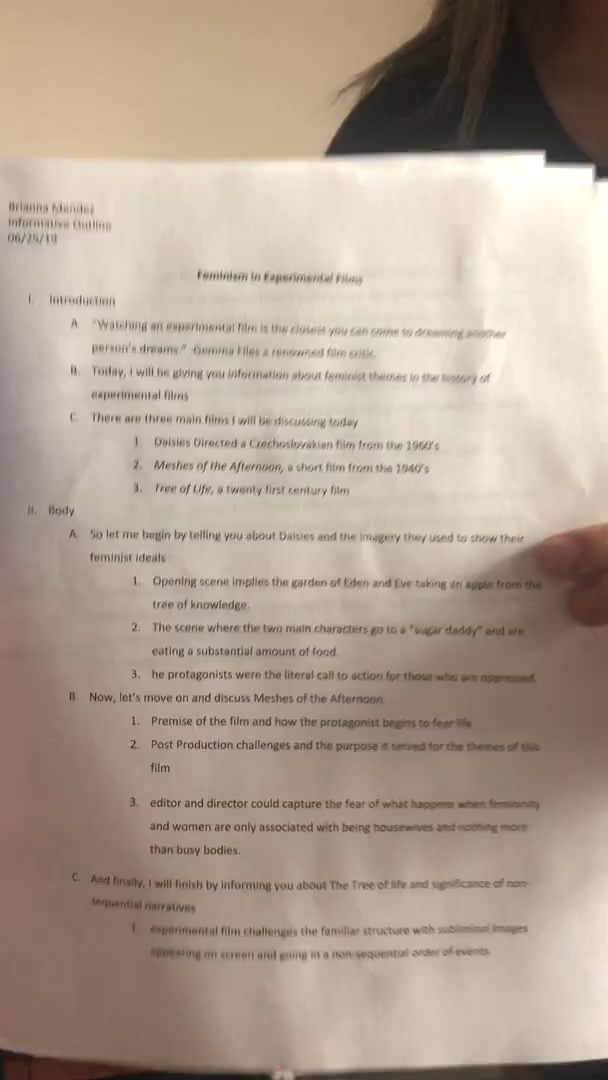 Brianna Mendez
Informative Outline
06/25/18
Feminism in Experimental Films
I. Introduction
A. "Watching an experimental film is the closest you can come to dreaming another
person's dreams." Gemma Files a renowned film critic.
B. Today, I will be giving you information about feminist themes in the history of
experimental films
C. There are three main films I will be discussing today
1. Daisies Directed a Czechoslovakian film from the 1960's
2. Meshes of the Afternoon, a short film from the 1940's
3. Tree of Life, a twenty first century film
II. Body
A. So let me begin by telling you about Daisies and the imagery they used to show their
feminist ideals
1. Opening scene implies the garden of Eden and Eve taking an apple from the
tree of knowledge.
2. The scene where the two main characters go to a "sugar daddy" and are
eating a substantial amount of food.
3. he protagonists were the literal call to action for those who are oppressed.
B. Now, let's move on and discuss Meshes of the Afternoon.
1. Premise of the film and how the protagonist begins to fear life
2. Post Production challenges and the purpose it served for the themes of this
film
3. editor and director could capture the fear of what happens when femininity
and women are only associated with being housewives and nothing more
than busy bodies.
C. And finally, I will finish by informing you about The Tree of life and significance of non-
sequential narratives
1. experimental film challenges the familiar structure with subliminal images
appearing on screen and going in a non-sequential order of events.